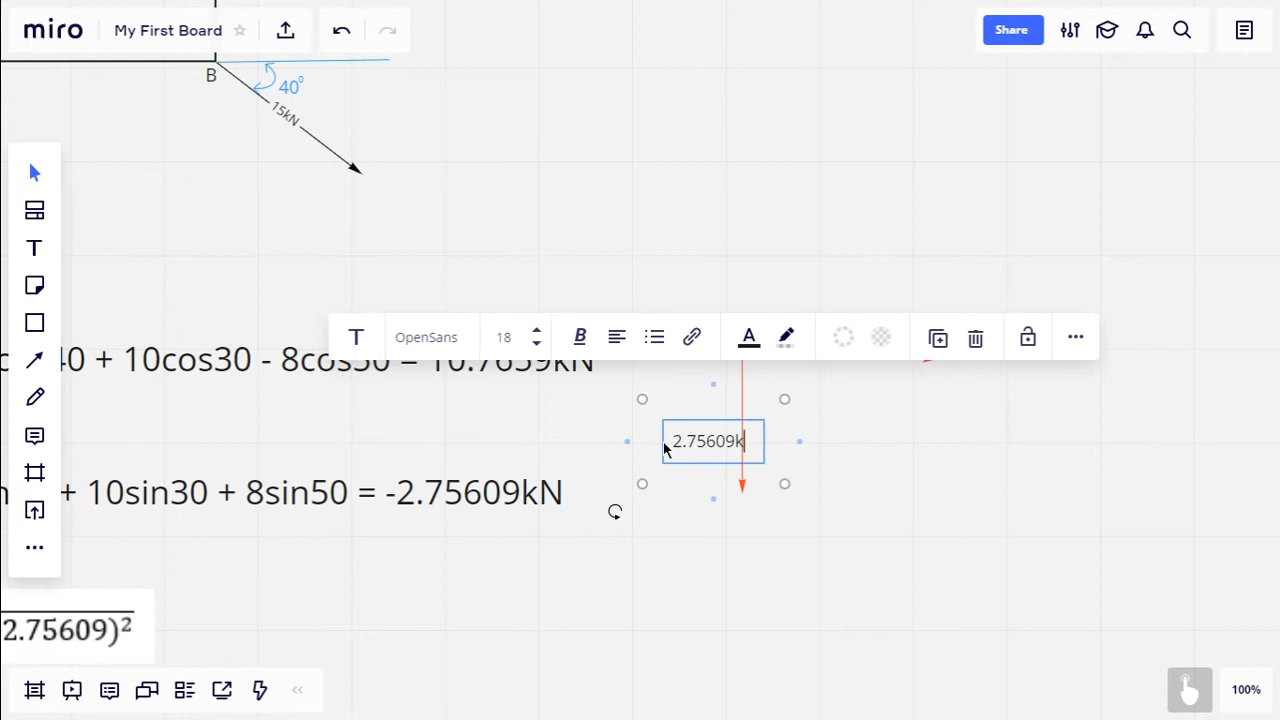 miro My First Board Share
B
40°
15kN
OpenSans 18 B A
40 + 10cos30 - 8cos50 = 10.7659kN
2.75609k
+ 10sin30 + 8sin50 = -2.75609kN
2.75609)²
100%